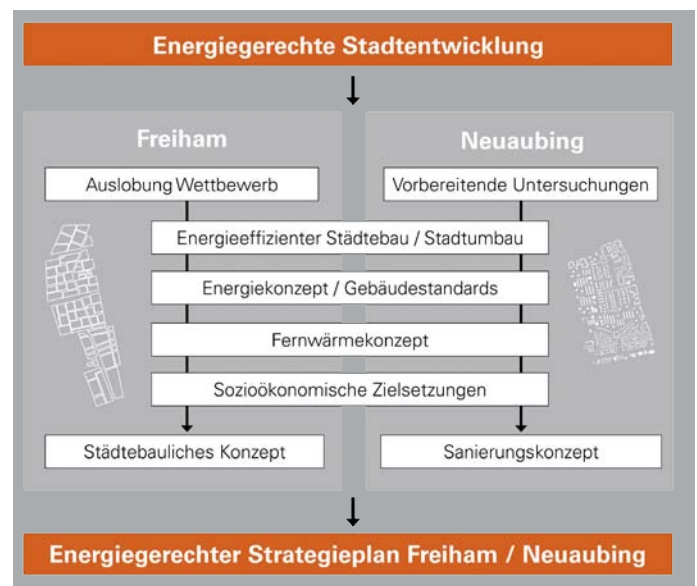 Energiegerechte Stadtentwicklung
Freiham
Neuaubing
Auslobung Wettbewerb
Vorbereitende Untersuchungen
Energieeffizienter Städtebau / Stadtumbau
Energiekonzept / Gebäudestandards
Fernwärmekonzept
Sozioökonomische Zielsetzungen
Städtebauliches Konzept
Sanierungskonzept
Energiegerechter Strategieplan Freiham / Neuaubing